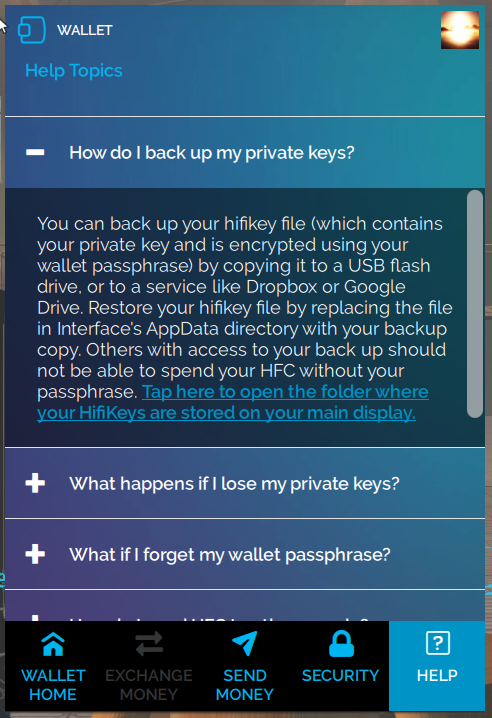 WALLET
Help Topics
How do I back up my private keys?
You can back up your hifikey file (which contains
your private key and is encrypted using your
wallet passphrase) by copying it to a USB flash
drive, or to a service like Dropbox or Google
Drive. Restore your hifikey file by replacing the file
in Interface's AppData directory with your backup
copy. Others with access to your back up should
not be able to spend your HFC without your
passphrase. Tap here to open the folder where
your HifiKeys are stored on your main display.
What happens if I lose my private keys?
What if I forget my wallet passphrase?
WALLET
HOME
EXCHANGE
MONEY
SEND
MONEY
SECURITY
HELP